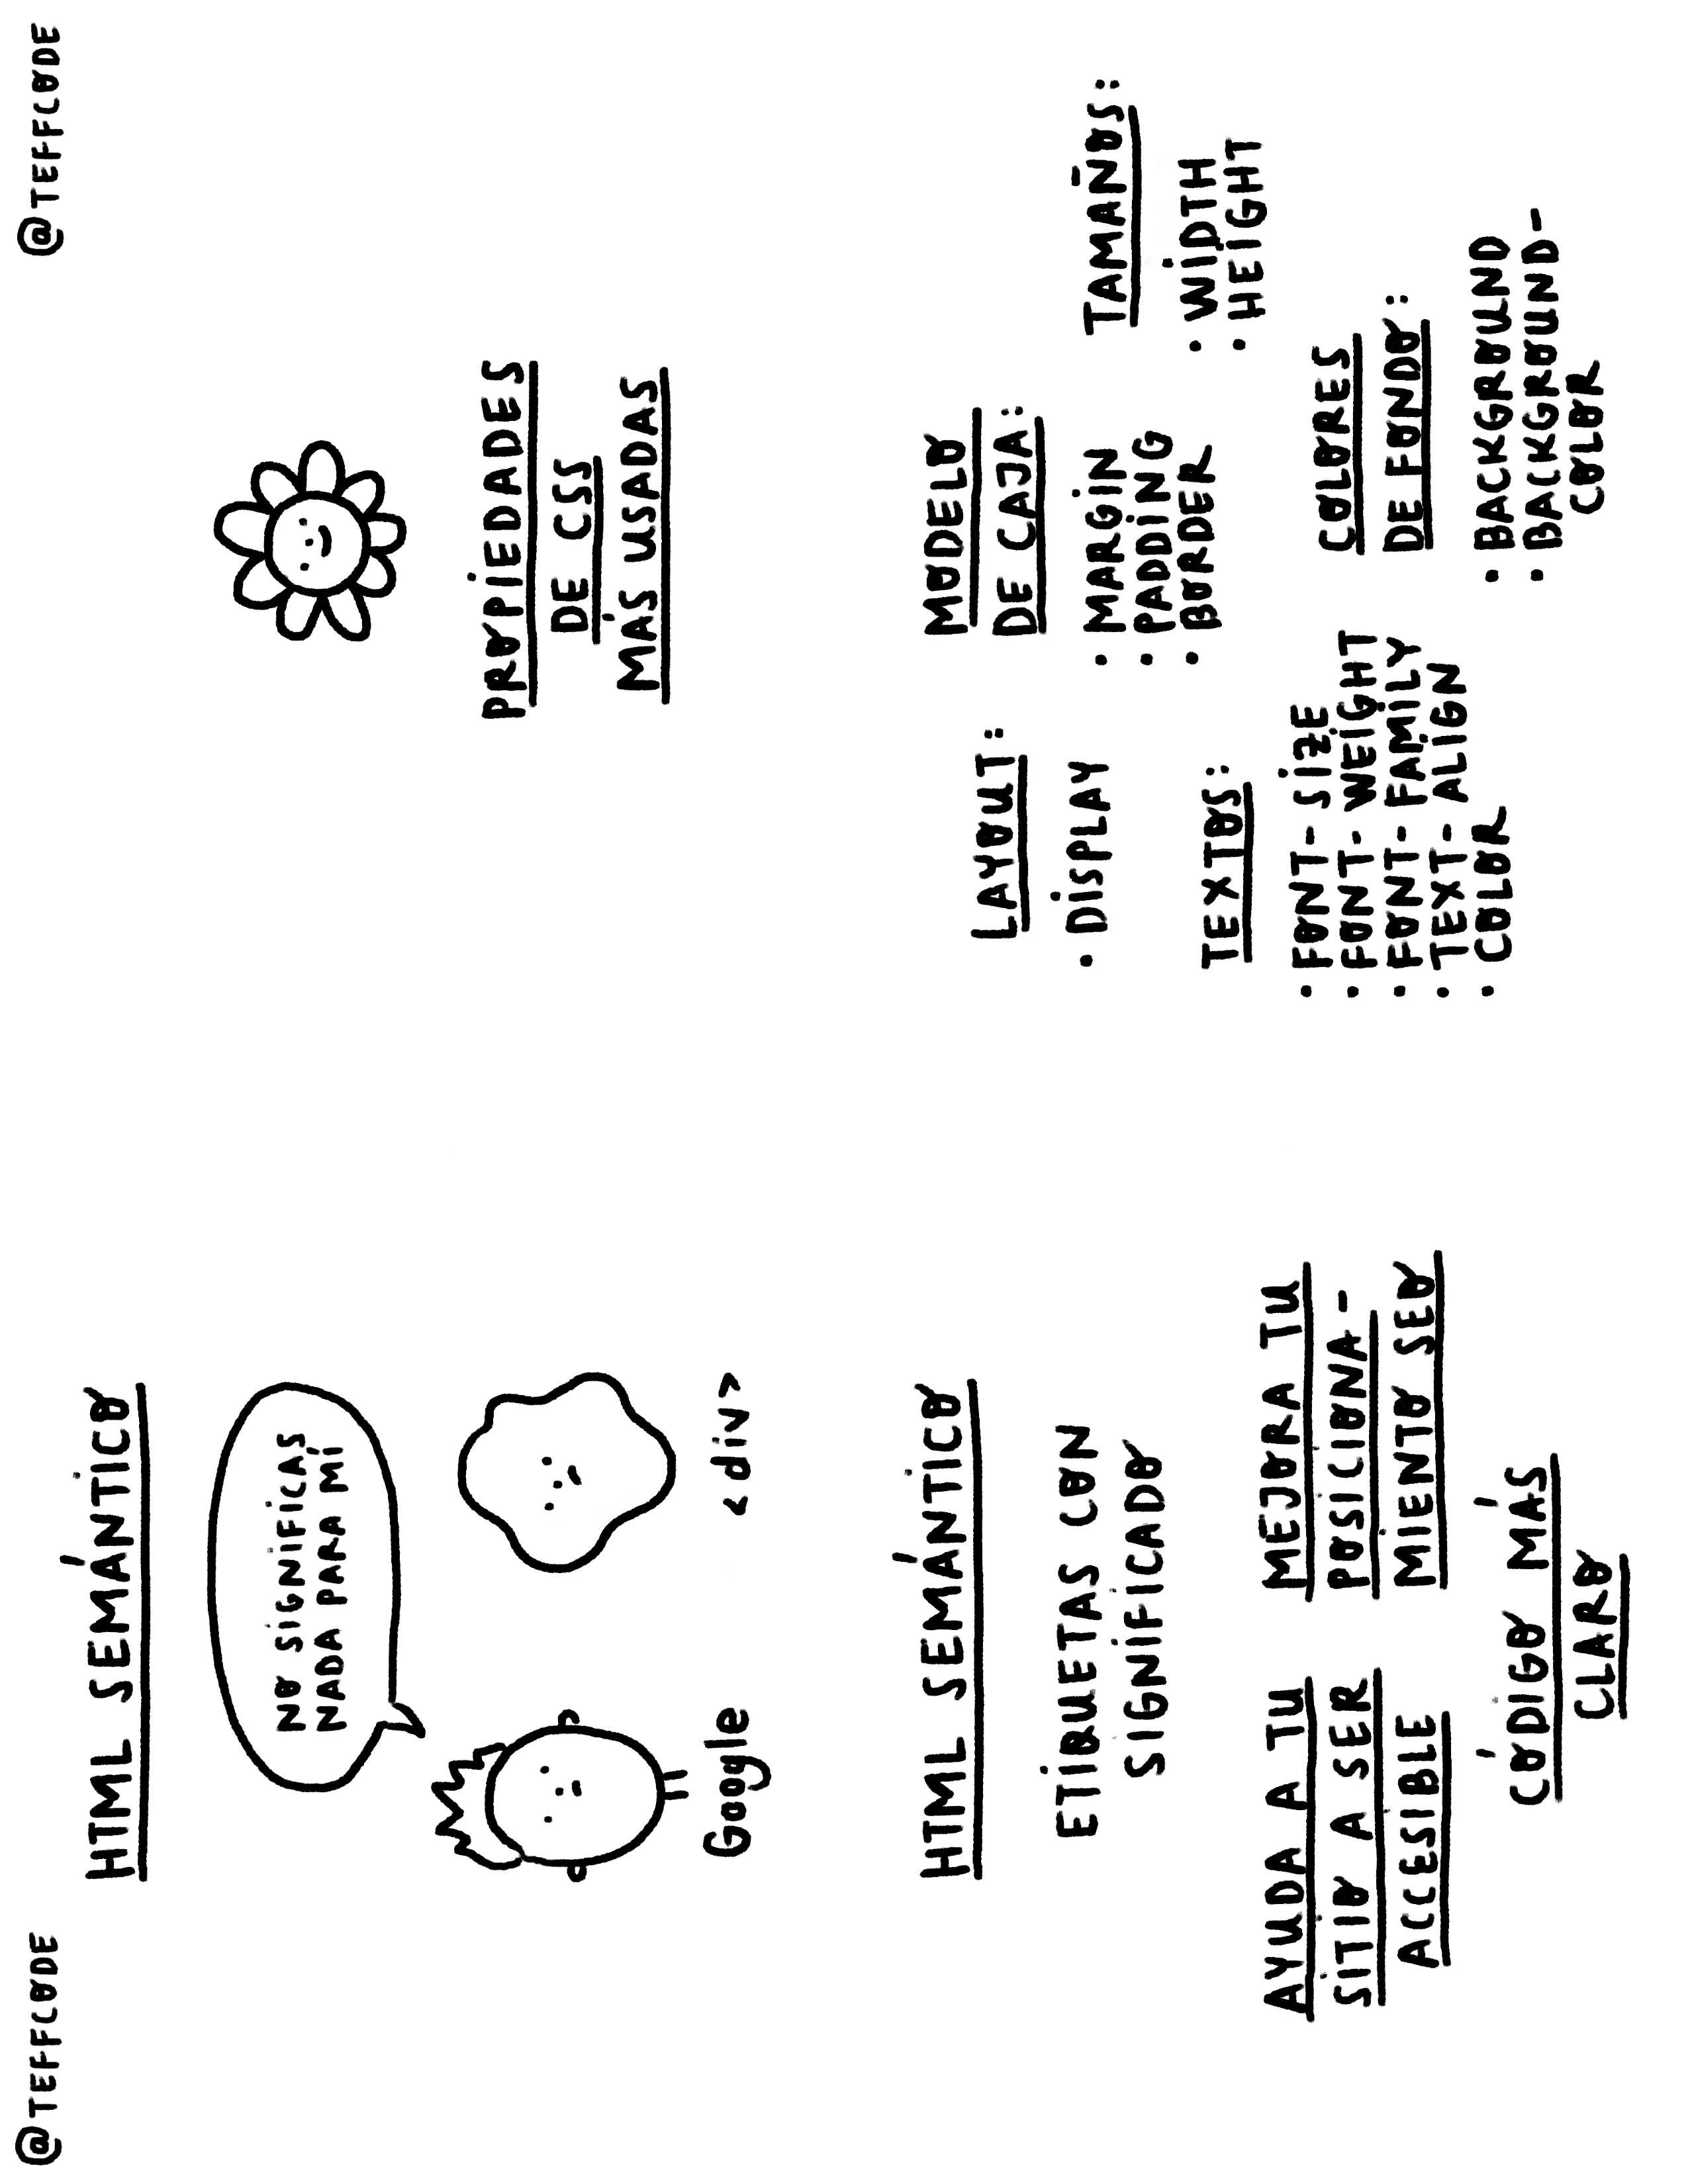 @TEFFCODE
HTML SEMÁNTICO
NO SIGNIFICAS
NADA PARA MÍ
Google
<div>
HTML SEMÁNTICO
ETIQUETAS CON
SIGNIFICADO
AYUDA A TU
SITIO A SER
ACCESIBLE
MEJORA TU
POSICIONA-
MIENTO SEO
CÓDIGO MÁS
CLARO
@TEFFCODE
PROPIEDADES
DE CSS
MÁS USADAS
LAYOUT:
• DISPLAY
MODELO
DE CAJA:
• MARGIN
• PADDING
• BORDER
TAMAÑOS:
• WIDTH
• HEIGHT
TEXTOS:
• FONT-SIZE
• FONT-WEIGHT
• FONT-FAMILY
• TEXT-ALIGN
• COLOR
COLORES
DE FONDO:
• BACKGROUND
• BACKGROUND-
COLOR